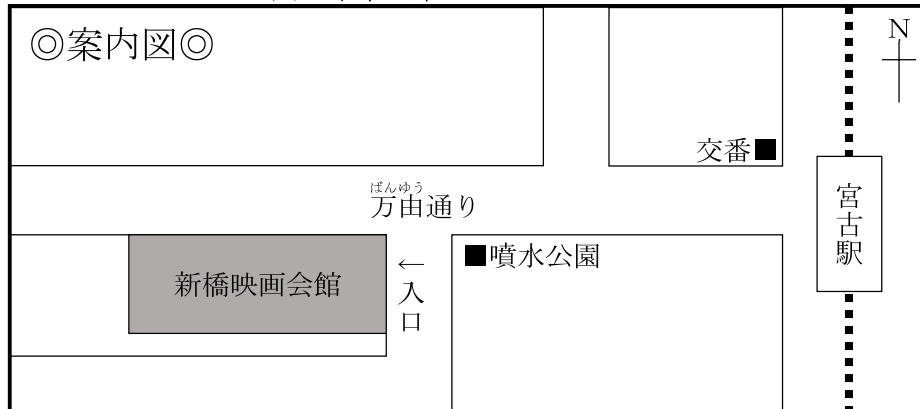 ◎案内図◎
N
交番■
ばんゆう
万由通り
宮古駅
■噴水公園
新橋映画会館
←入口